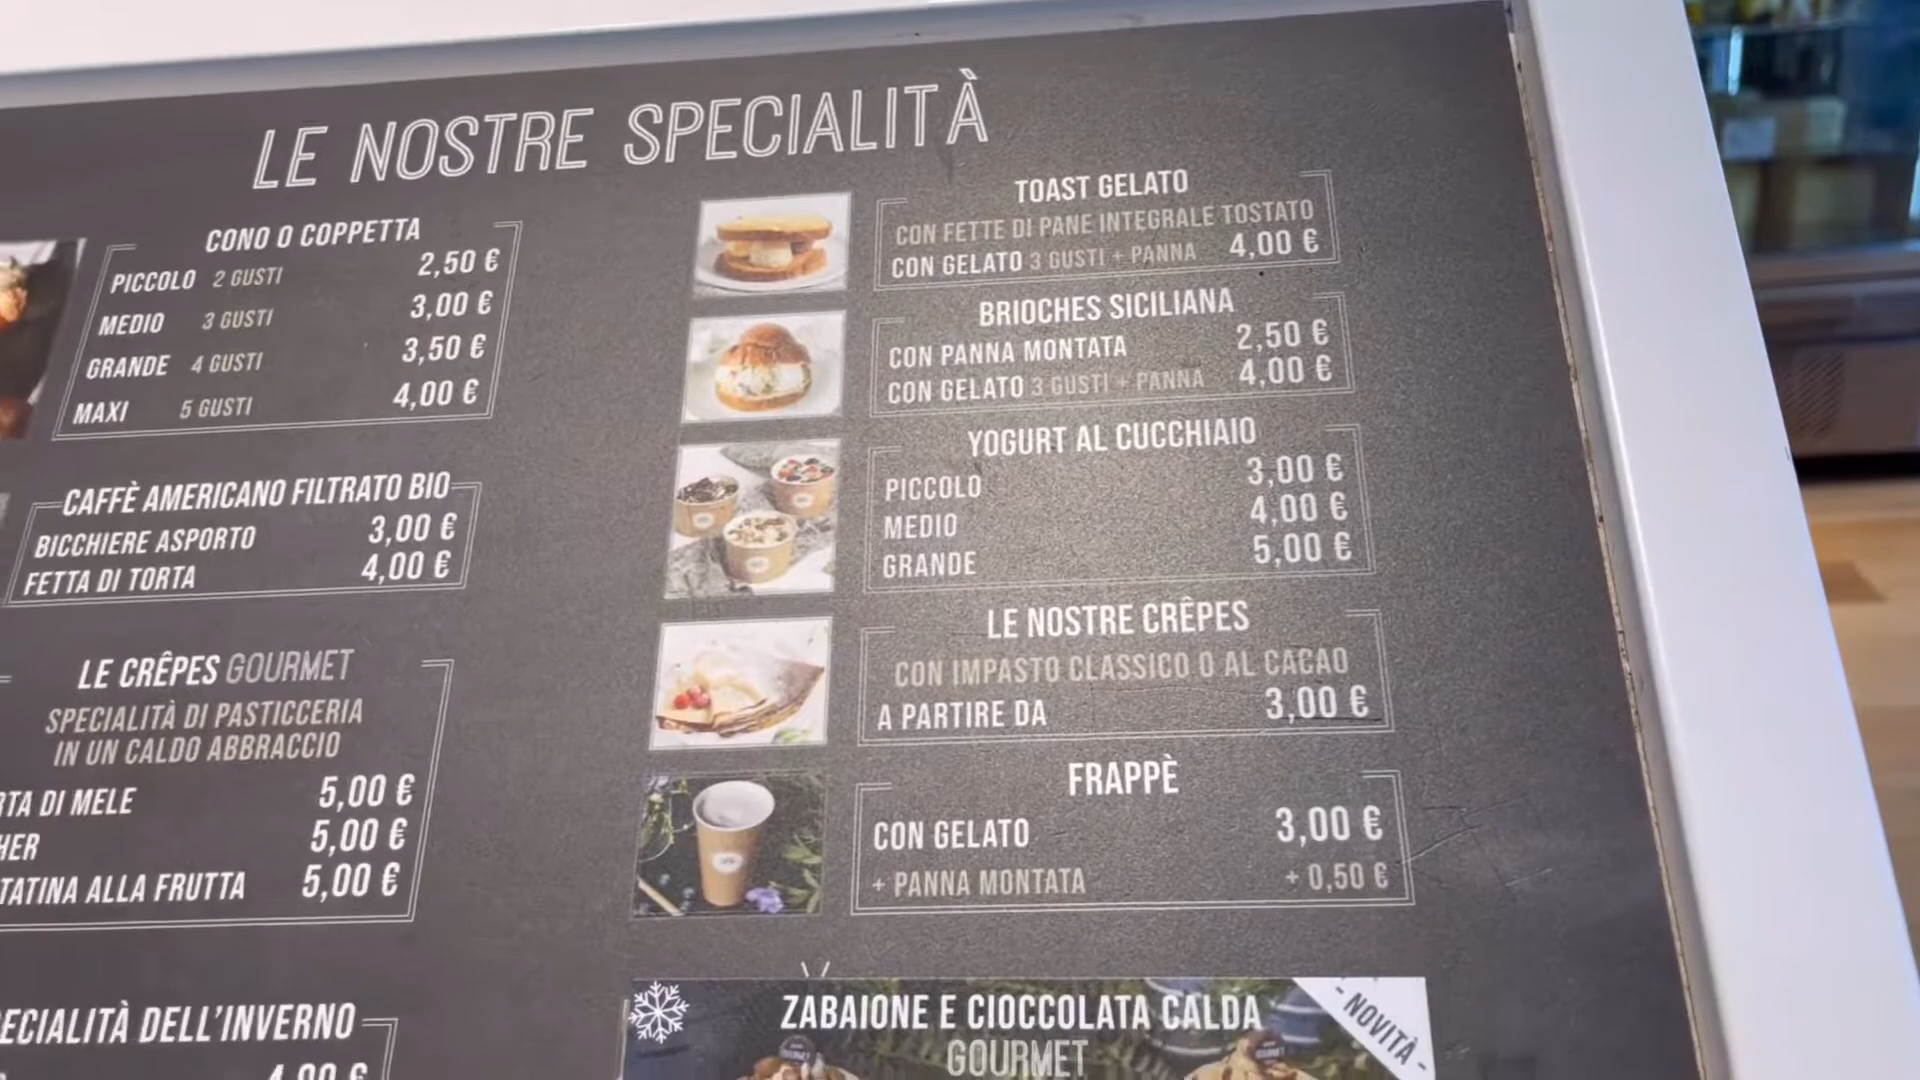 LE NOSTRE SPECIALITÀ
CONO O COPPETTA
PICCOLO 2 GUSTI 2,50 €
MEDIO 3 GUSTI 3,00 €
GRANDE 4 GUSTI 3,50 €
MAXI 5 GUSTI 4,00 €
CAFFÈ AMERICANO FILTRATO BIO
BICCHIERE ASPORTO 3,00 €
FETTA DI TORTA 4,00 €
LE CRÊPES GOURMET
SPECIALITÀ DI PASTICCERIA
IN UN CALDO ABBRACCIO
RTA DI MELE 5,00 €
HER 5,00 €
TATINA ALLA FRUTTA 5,00 €
ECIALITÀ DELL'INVERNO
4,00 €
TOAST GELATO
CON FETTE DI PANE INTEGRALE TOSTATO
CON GELATO 3 GUSTI + PANNA 4,00 €
BRIOCHES SICILIANA
CON PANNA MONTATA 2,50 €
CON GELATO 3 GUSTI + PANNA 4,00 €
YOGURT AL CUCCHIAIO
PICCOLO 3,00 €
MEDIO 4,00 €
GRANDE 5,00 €
LE NOSTRE CRÊPES
CON IMPASTO CLASSICO O AL CACAO
A PARTIRE DA 3,00 €
FRAPPÈ
CON GELATO 3,00 €
+ PANNA MONTATA + 0,50 €
ZABAIONE E CIOCCOLATA CALDA
GOURMET
- NOVITÀ -